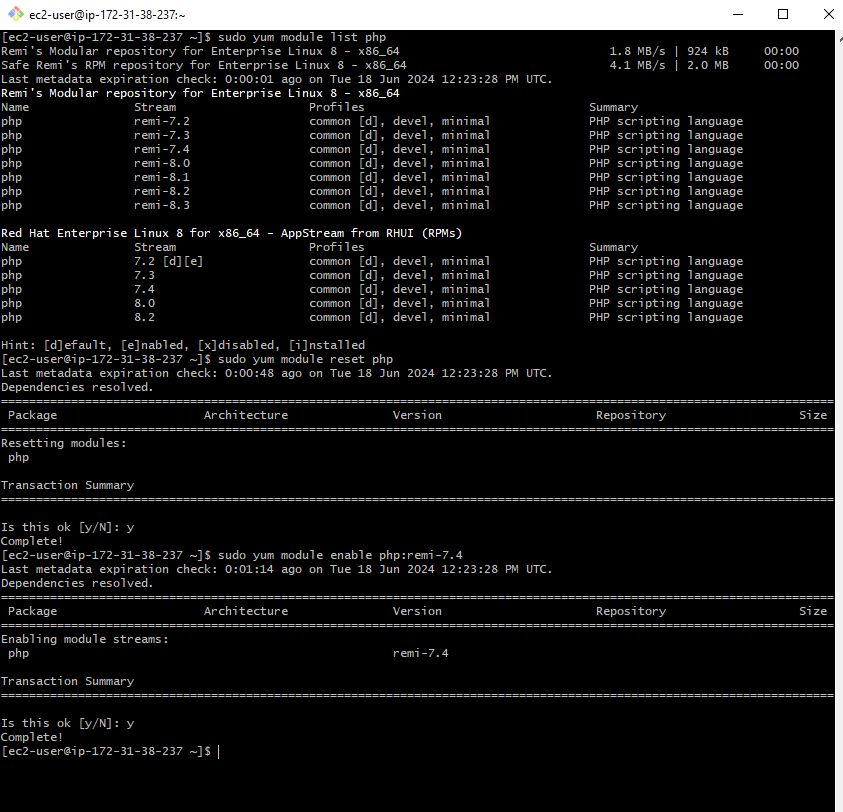 ec2-user@ip-172-31-38-237:~
[ec2-user@ip-172-31-38-237 ~]$ sudo yum module list php
Remi's Modular repository for Enterprise Linux 8 - x86_64                              1.8 MB/s | 924 kB     00:00
Safe Remi's RPM repository for Enterprise Linux 8 - x86_64                             4.1 MB/s | 2.0 MB     00:00
Last metadata expiration check: 0:00:01 ago on Tue 18 Jun 2024 12:23:28 PM UTC.
Remi's Modular repository for Enterprise Linux 8 - x86_64
Name               Stream                   Profiles                                Summary
php                remi-7.2                 common [d], devel, minimal              PHP scripting language
php                remi-7.3                 common [d], devel, minimal              PHP scripting language
php                remi-7.4                 common [d], devel, minimal              PHP scripting language
php                remi-8.0                 common [d], devel, minimal              PHP scripting language
php                remi-8.1                 common [d], devel, minimal              PHP scripting language
php                remi-8.2                 common [d], devel, minimal              PHP scripting language
php                remi-8.3                 common [d], devel, minimal              PHP scripting language
Red Hat Enterprise Linux 8 for x86_64 - AppStream from RHUI (RPMs)
Name               Stream                   Profiles                                Summary
php                7.2 [d][e]               common [d], devel, minimal              PHP scripting language
php                7.3                      common [d], devel, minimal              PHP scripting language
php                7.4                      common [d], devel, minimal              PHP scripting language
php                8.0                      common [d], devel, minimal              PHP scripting language
php                8.2                      common [d], devel, minimal              PHP scripting language
Hint: [d]efault, [e]nabled, [x]disabled, [i]nstalled
[ec2-user@ip-172-31-38-237 ~]$ sudo yum module reset php
Last metadata expiration check: 0:00:48 ago on Tue 18 Jun 2024 12:23:28 PM UTC.
Dependencies resolved.
=======================================================================================================================
 Package                     Architecture               Version                      Repository                   Size
=======================================================================================================================
Resetting modules:
 php
Transaction Summary
=======================================================================================================================
Is this ok [y/N]: y
Complete!
[ec2-user@ip-172-31-38-237 ~]$ sudo yum module enable php:remi-7.4
Last metadata expiration check: 0:01:14 ago on Tue 18 Jun 2024 12:23:28 PM UTC.
Dependencies resolved.
=======================================================================================================================
 Package                     Architecture               Version                      Repository                   Size
=======================================================================================================================
Enabling module streams:
 php                                                    remi-7.4
Transaction Summary
=======================================================================================================================
Is this ok [y/N]: y
Complete!
[ec2-user@ip-172-31-38-237 ~]$